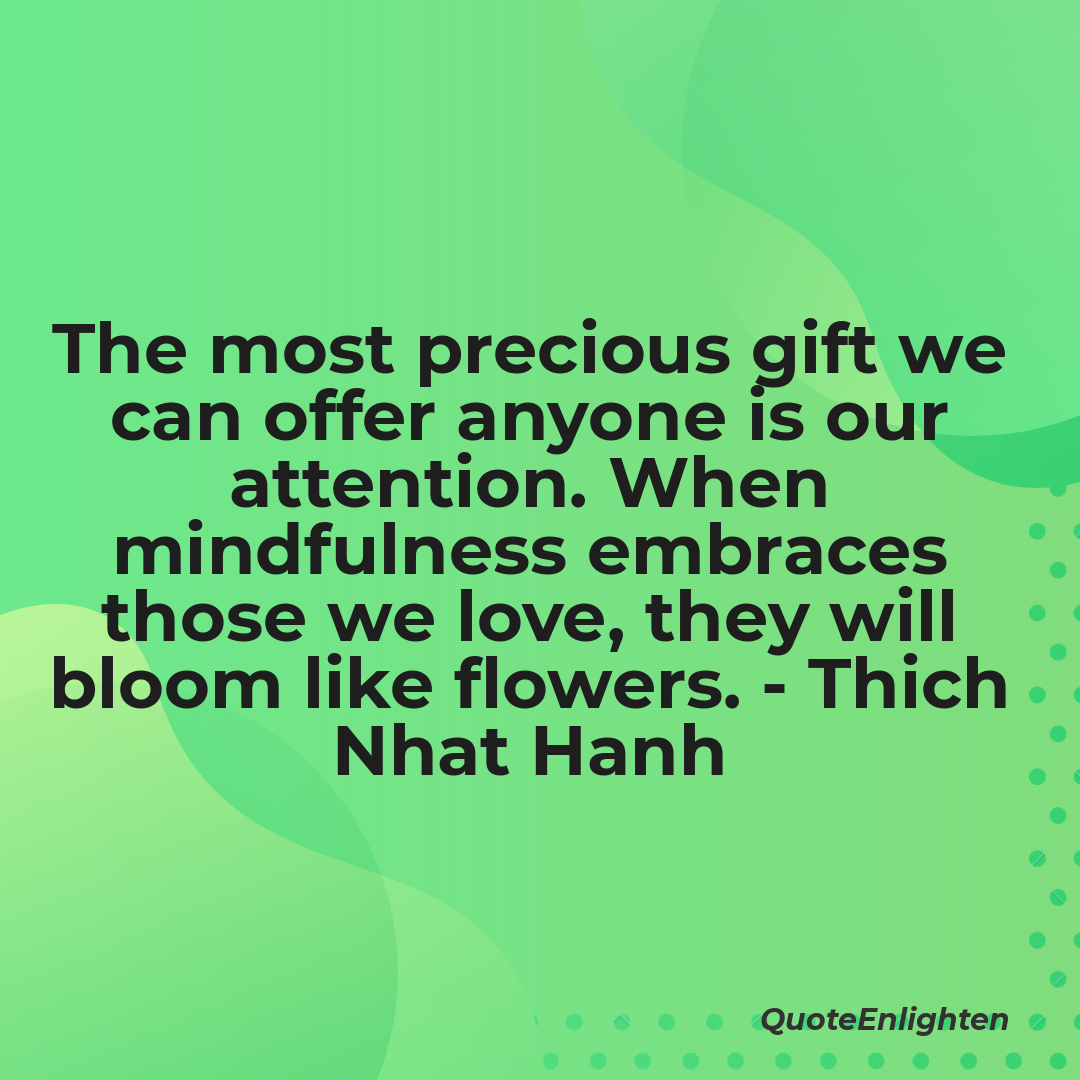 The most precious gift we
can offer anyone is our
attention. When
mindfulness embraces
those we love, they will
bloom like flowers. - Thich
Nhat Hanh
QuoteEnlighten